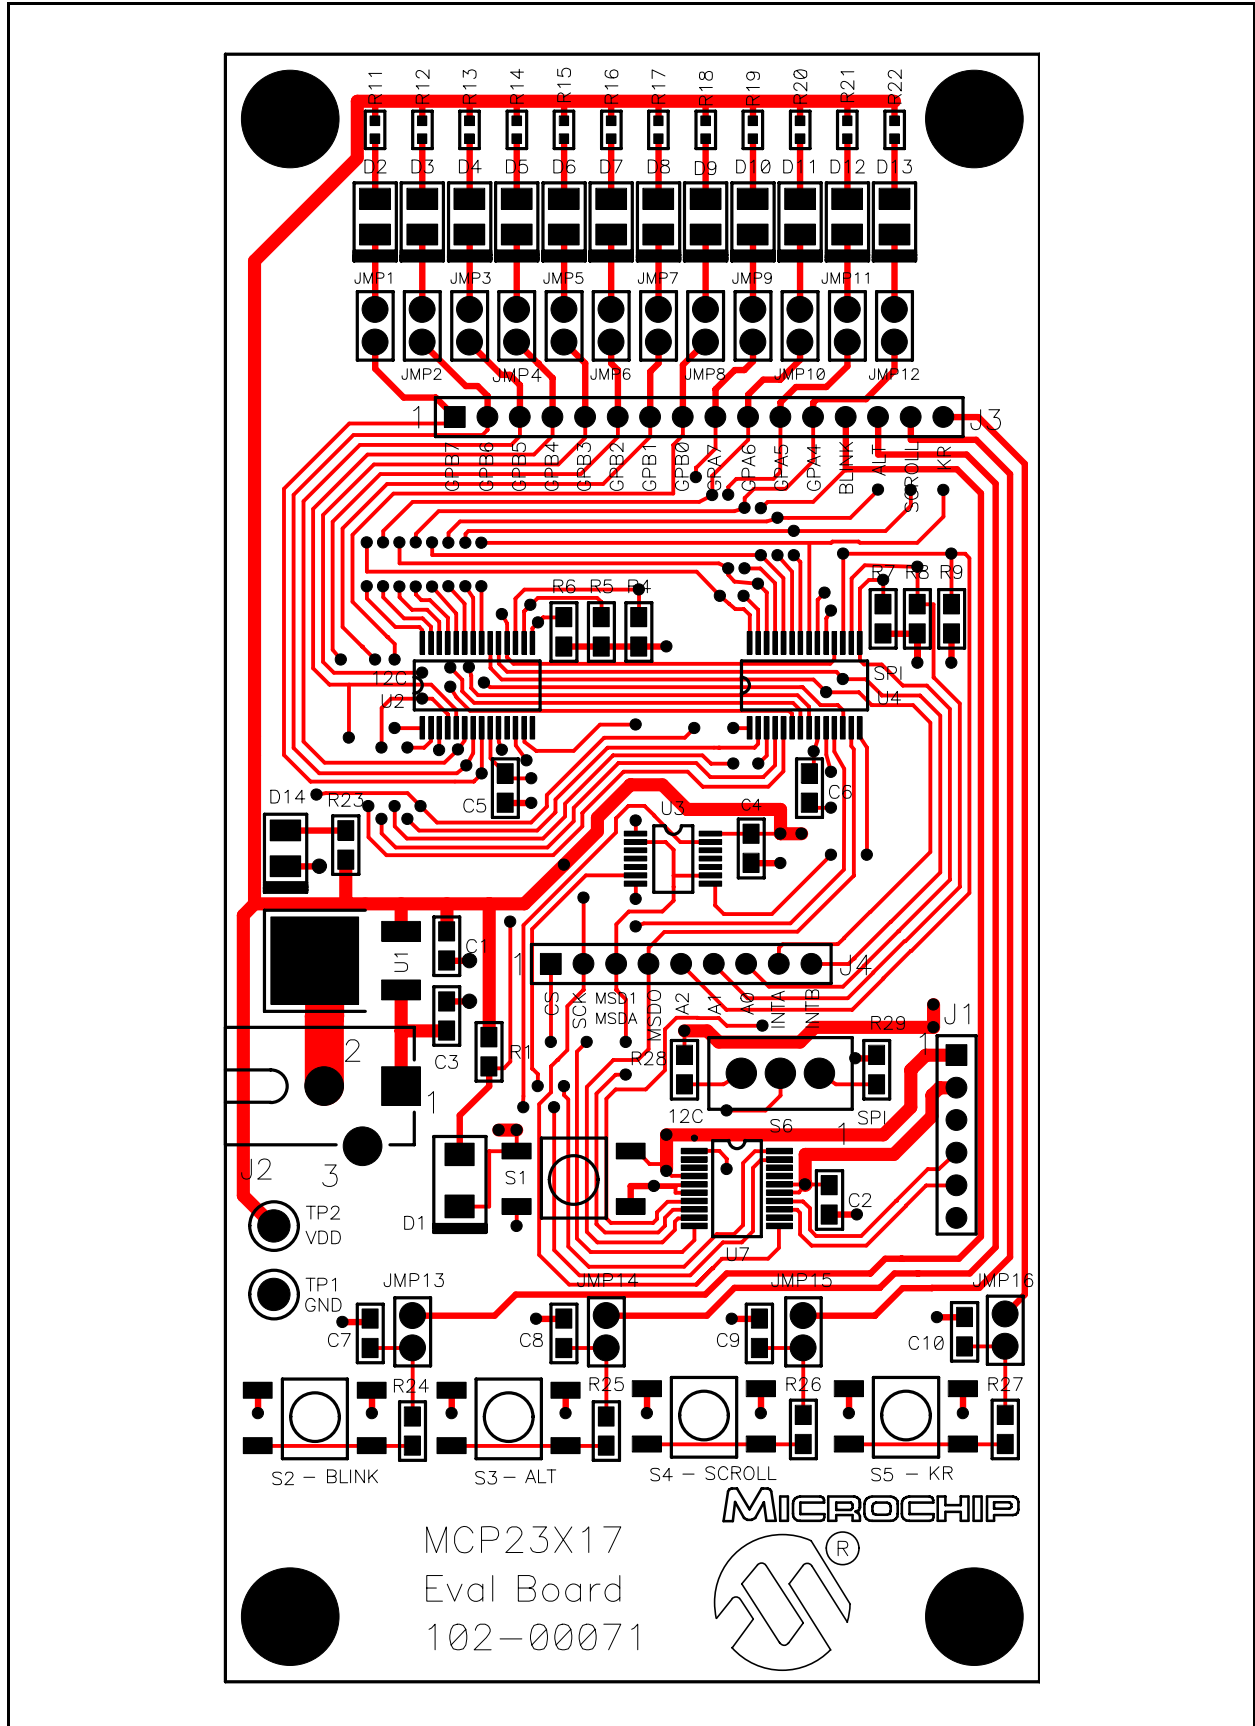 R11 R12 R13 R14 R15 R16 R17 R18 R19 R20 R21 R22
D2 D3 D4 D5 D6 D7 D8 D9 D10 D11 D12 D13
JMP1 JMP3 JMP5 JMP7 JMP9 JMP11
JMP2 JMP4 JMP6 JMP8 JMP10 JMP12
1 J3
GPB7 GPB6 GPB5 GPB4 GPB3 GPB2 GPB1 GPB0 GPA7 GPA6 GPA5 GPA4 BLINK ALT SCROLL KR
R6 R5 R4 R7 R8 R9
12C SPI
U2 U4
D14 R23 C5 U3 C4 C6
U1 C1 1 J4
CS SCK MSD1 MSDO A2 A1 A0 INTA INTB
MSDA
C3 R1 R28 R29 J1
2 1
1 12C S6 SPI
1
J2 3 S1 C2
D1 U7
TP2
VDD
TP1
GND
JMP13 JMP14 JMP15 JMP16
C7 C8 C9 C10
R24 R25 R26 R27
S2 - BLINK S3 - ALT S4 - SCROLL S5 - KR
MICROCHIP
MCP23X17 R
Eval Board
102-00071